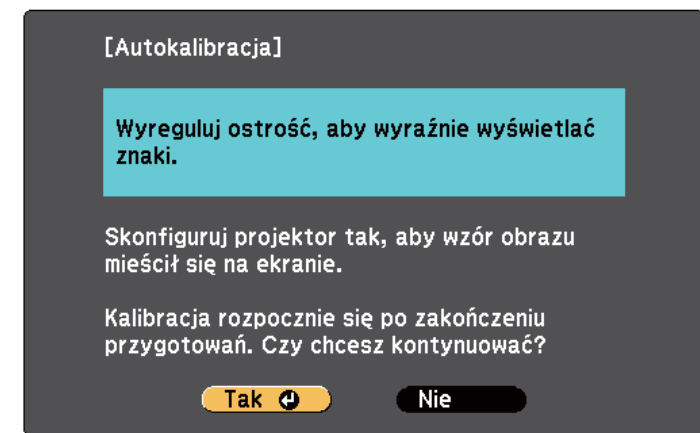 [Autokalibracja]
Wyreguluj ostrość, aby wyraźnie wyświetlać
znaki.
Skonfiguruj projektor tak, aby wzór obrazu
mieścił się na ekranie.
Kalibracja rozpocznie się po zakończeniu
przygotowań. Czy chcesz kontynuować?
Tak Nie